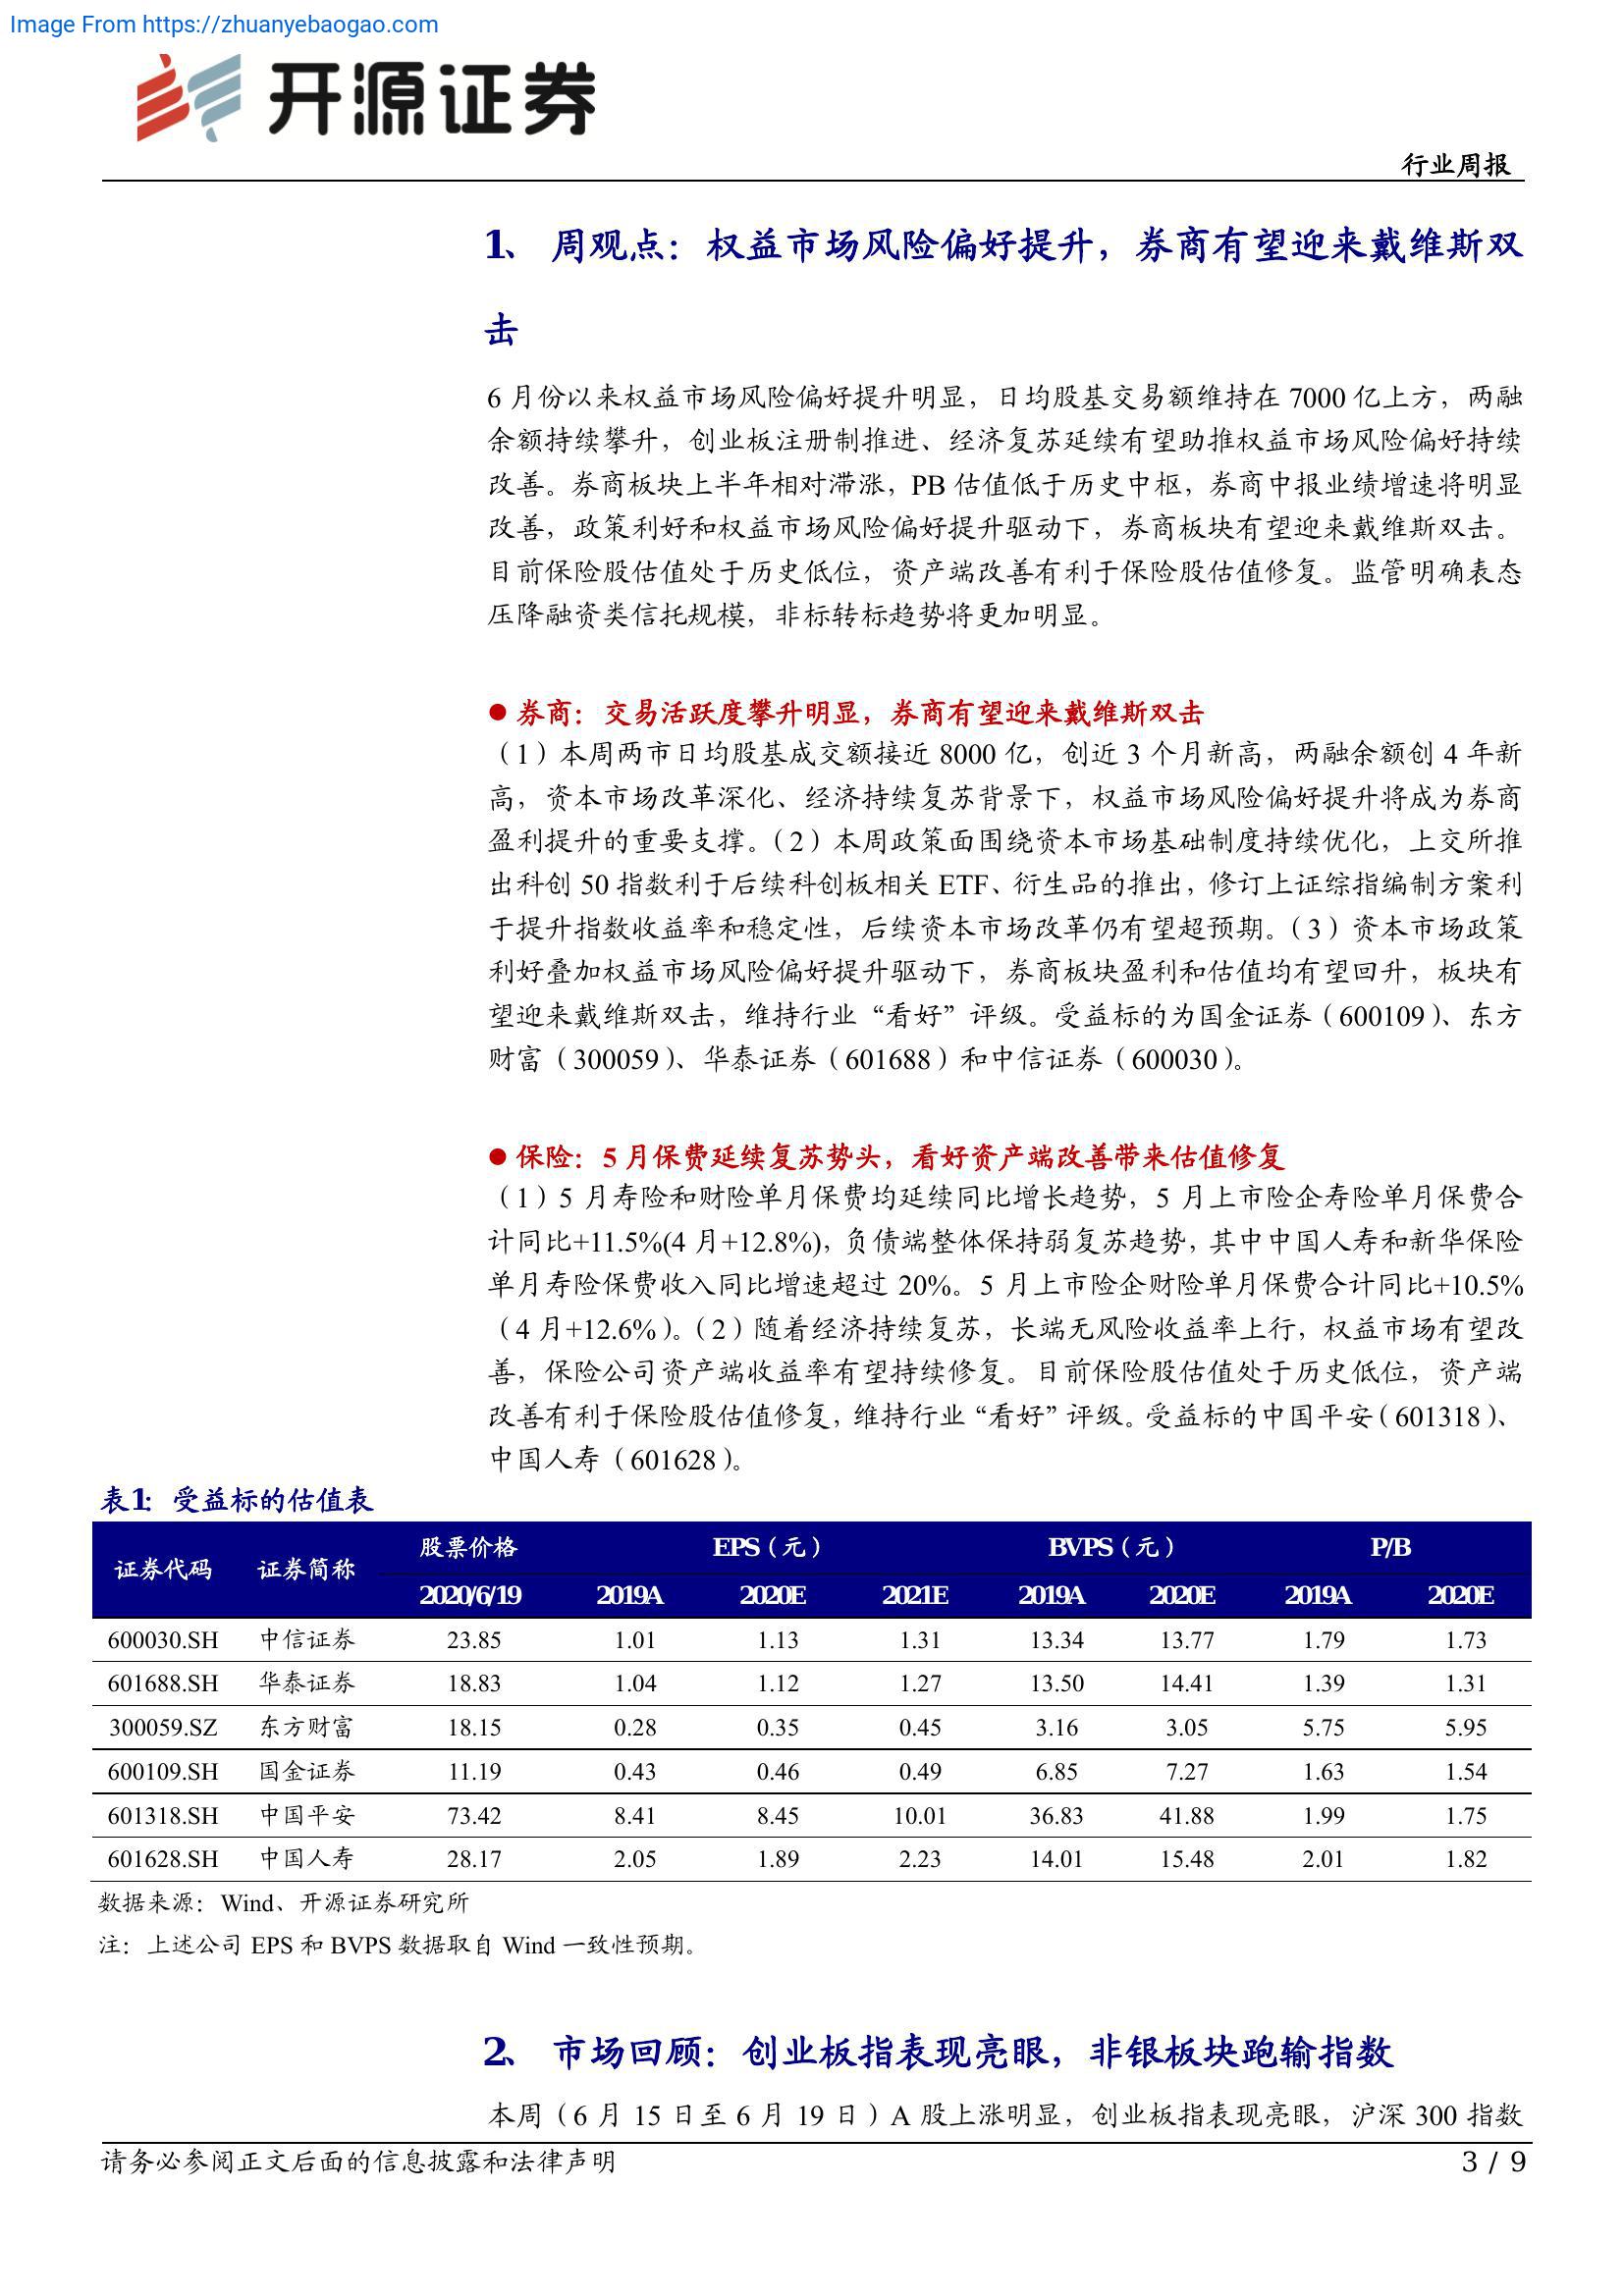 Image From https://zhuanyebaogao.com
开源证券
行业周报
1、 周观点：权益市场风险偏好提升，券商有望迎来戴维斯双
击
6 月份以来权益市场风险偏好提升明显，日均股基交易额维持在 7000 亿上方，两融
余额持续攀升，创业板注册制推进、经济复苏延续有望助推权益市场风险偏好持续
改善。券商板块上半年相对滞涨，PB 估值低于历史中枢，券商中报业绩增速将明显
改善，政策利好和权益市场风险偏好提升驱动下，券商板块有望迎来戴维斯双击。
目前保险股估值处于历史低位，资产端改善有利于保险股估值修复。监管明确表态
压降融资类信托规模，非标转标趋势将更加明显。
● 券商：交易活跃度攀升明显，券商有望迎来戴维斯双击
（1）本周两市日均股基成交额接近 8000 亿，创近 3 个月新高，两融余额创 4 年新
高，资本市场改革深化、经济持续复苏背景下，权益市场风险偏好提升将成为券商
盈利提升的重要支撑。（2）本周政策面围绕资本市场基础制度持续优化，上交所推
出科创 50 指数利于后续科创板相关 ETF、衍生品的推出，修订上证综指编制方案利
于提升指数收益率和稳定性，后续资本市场改革仍有望超预期。（3）资本市场政策
利好叠加权益市场风险偏好提升驱动下，券商板块盈利和估值均有望回升，板块有
望迎来戴维斯双击，维持行业“看好”评级。受益标的为国金证券（600109）、东方
财富（300059）、华泰证券（601688）和中信证券（600030）。
● 保险：5 月保费延续复苏势头，看好资产端改善带来估值修复
（1）5 月寿险和财险单月保费均延续同比增长趋势，5 月上市险企寿险单月保费合
计同比+11.5%(4 月+12.8%)，负债端整体保持弱复苏趋势，其中中国人寿和新华保险
单月寿险保费收入同比增速超过 20%。5 月上市险企财险单月保费合计同比+10.5%
（4 月+12.6%）。（2）随着经济持续复苏，长端无风险收益率上行，权益市场有望改
善，保险公司资产端收益率有望持续修复。目前保险股估值处于历史低位，资产端
改善有利于保险股估值修复，维持行业“看好”评级。受益标的中国平安（601318）、
中国人寿（601628）。
表1：受益标的估值表
证券代码 证券简称 股票价格 EPS（元） BVPS（元） P/B
2020/6/19 2019A 2020E 2021E 2019A 2020E 2019A 2020E
600030.SH 中信证券 23.85 1.01 1.13 1.31 13.34 13.77 1.79 1.73
601688.SH 华泰证券 18.83 1.04 1.12 1.27 13.50 14.41 1.39 1.31
300059.SZ 东方财富 18.15 0.28 0.35 0.45 3.16 3.05 5.75 5.95
600109.SH 国金证券 11.19 0.43 0.46 0.49 6.85 7.27 1.63 1.54
601318.SH 中国平安 73.42 8.41 8.45 10.01 36.83 41.88 1.99 1.75
601628.SH 中国人寿 28.17 2.05 1.89 2.23 14.01 15.48 2.01 1.82
数据来源：Wind、开源证券研究所
注：上述公司 EPS 和 BVPS 数据取自 Wind 一致性预期。
2、 市场回顾：创业板指表现亮眼，非银板块跑输指数
本周（6 月 15 日至 6 月 19 日）A 股上涨明显，创业板指表现亮眼，沪深 300 指数
请务必参阅正文后面的信息披露和法律声明
3 / 9